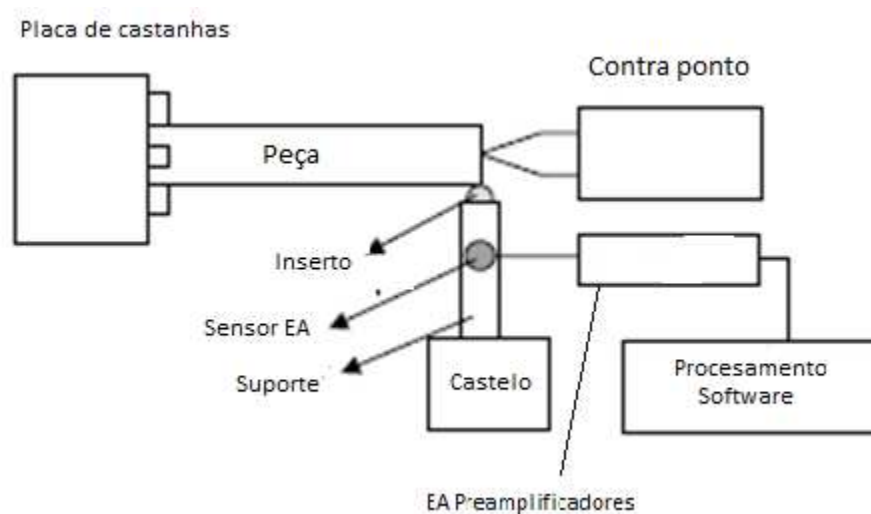 Placa de castanhas
Contra ponto
Peça
Inserto
Sensor EA
Suporte
Castelo
Procesamento
Software
EA Preamplificadores